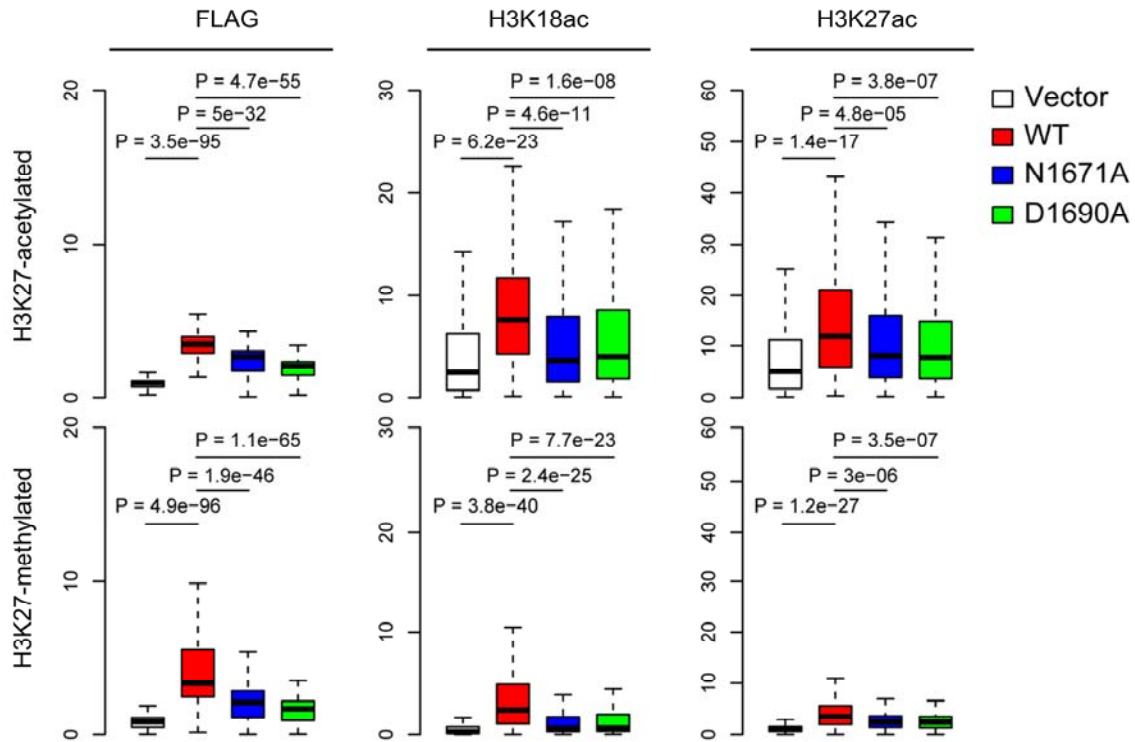 FLAG H3K18ac H3K27ac
H3K27-acetylated
20
10
0
P = 4.7e−55
P = 5e−32
P = 3.5e−95
30
20
10
0
P = 1.6e−08
P = 4.6e−11
P = 6.2e−23
60
50
40
30
20
10
0
P = 3.8e−07
P = 4.8e−05
P = 1.4e−17
Vector
WT
N1671A
D1690A
H3K27-methylated
20
10
0
P = 1.1e−65
P = 1.9e−46
P = 4.9e−96
30
20
10
0
P = 7.7e−23
P = 2.4e−25
P = 3.8e−40
60
50
40
30
20
10
0
P = 3.5e−07
P = 3e−06
P = 1.2e−27